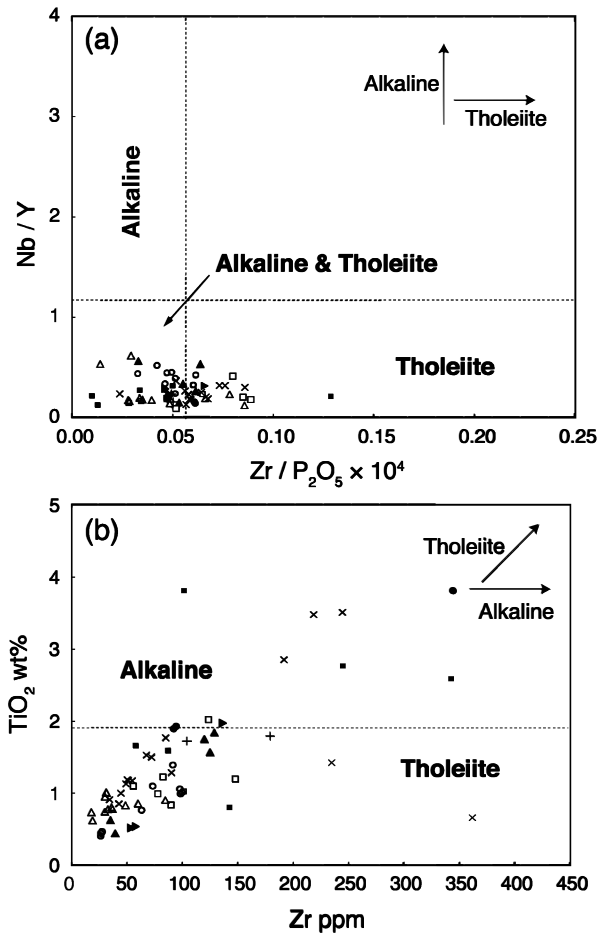 (a)
4
3
2
1
0
Nb / Y
Alkaline
Alkaline
Tholeiite
Alkaline & Tholeiite
Tholeiite
0.00 0.05 0.10 0.15 0.20 0.25
Zr / P₂O₅ × 10⁴
(b)
5
4
3
2
1
0
TiO₂ wt%
Tholeiite
Alkaline
Alkaline
Tholeiite
0 50 100 150 200 250 300 350 400 450
Zr ppm